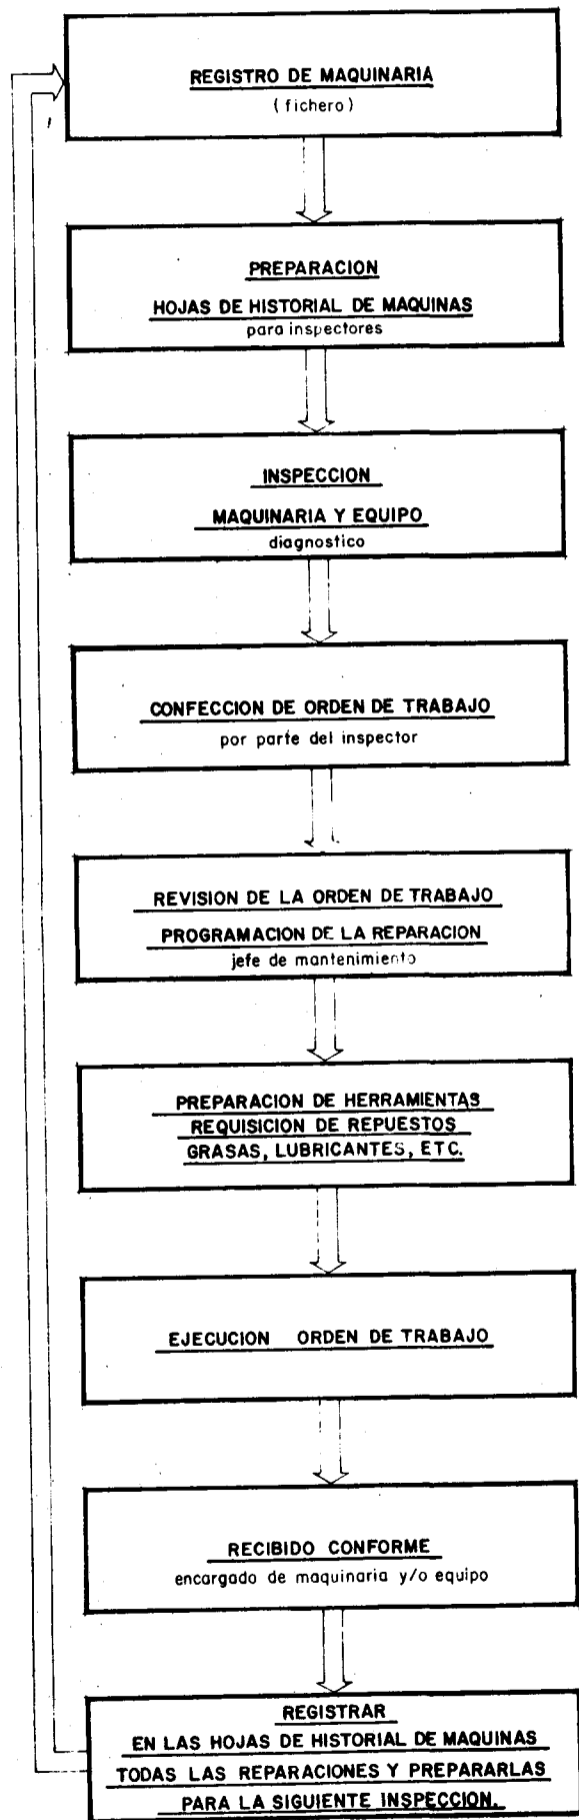 REGISTRO DE MAQUINARIA
(fichero)
PREPARACION
HOJAS DE HISTORIAL DE MAQUINAS
para inspectores
INSPECCION
MAQUINARIA Y EQUIPO
diagnostico
CONFECCION DE ORDEN DE TRABAJO
por parte del inspector
REVISION DE LA ORDEN DE TRABAJO
PROGRAMACION DE LA REPARACION
jefe de mantenimiento
PREPARACION DE HERRAMIENTAS
REQUISICION DE REPUESTOS
GRASAS, LUBRICANTES, ETC.
EJECUCION ORDEN DE TRABAJO
RECIBIDO CONFORME
encargado de maquinaria y/o equipo
REGISTRAR
EN LAS HOJAS DE HISTORIAL DE MAQUINAS
TODAS LAS REPARACIONES Y PREPARARLAS
PARA LA SIGUIENTE INSPECCION.